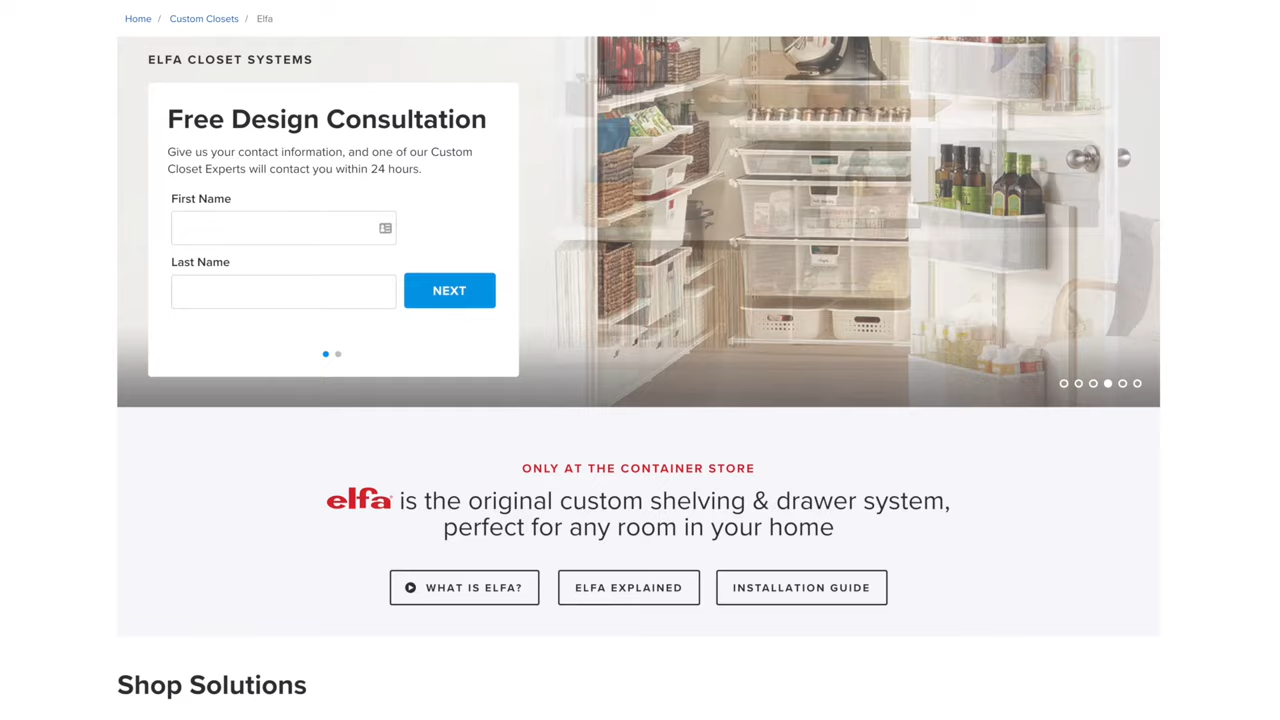 Home / Custom Closets / Elfa
ELFA CLOSET SYSTEMS
Free Design Consultation
Give us your contact information, and one of our Custom
Closet Experts will contact you within 24 hours.
First Name
Last Name
NEXT
ONLY AT THE CONTAINER STORE
elfa is the original custom shelving & drawer system,
perfect for any room in your home
WHAT IS ELFA?
ELFA EXPLAINED
INSTALLATION GUIDE
Shop Solutions